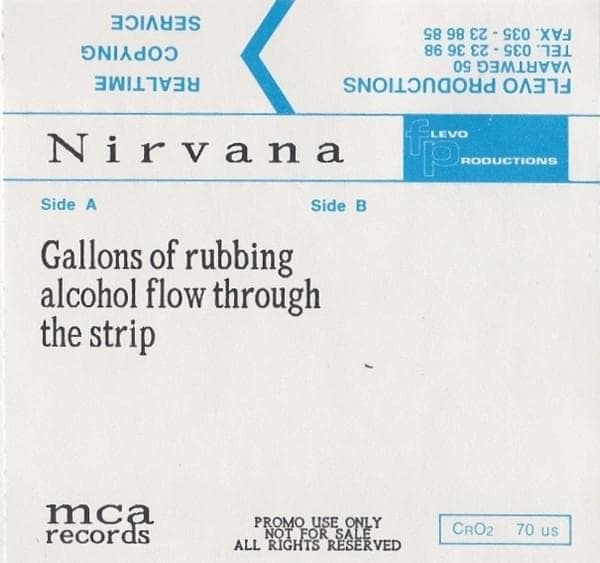 FLEVO PRODUCTIONS
VAARTWEG 50
TEL. 035 - 23 36 98
FAX. 035 - 23 86 85
REALTIME
COPYING
SERVICE
Nirvana
FLEVO
PRODUCTIONS
Side A
Side B
Gallons of rubbing
alcohol flow through
the strip
mca
records
PROMO USE ONLY
NOT FOR SALE
ALL RIGHTS RESERVED
CRO2 70 us